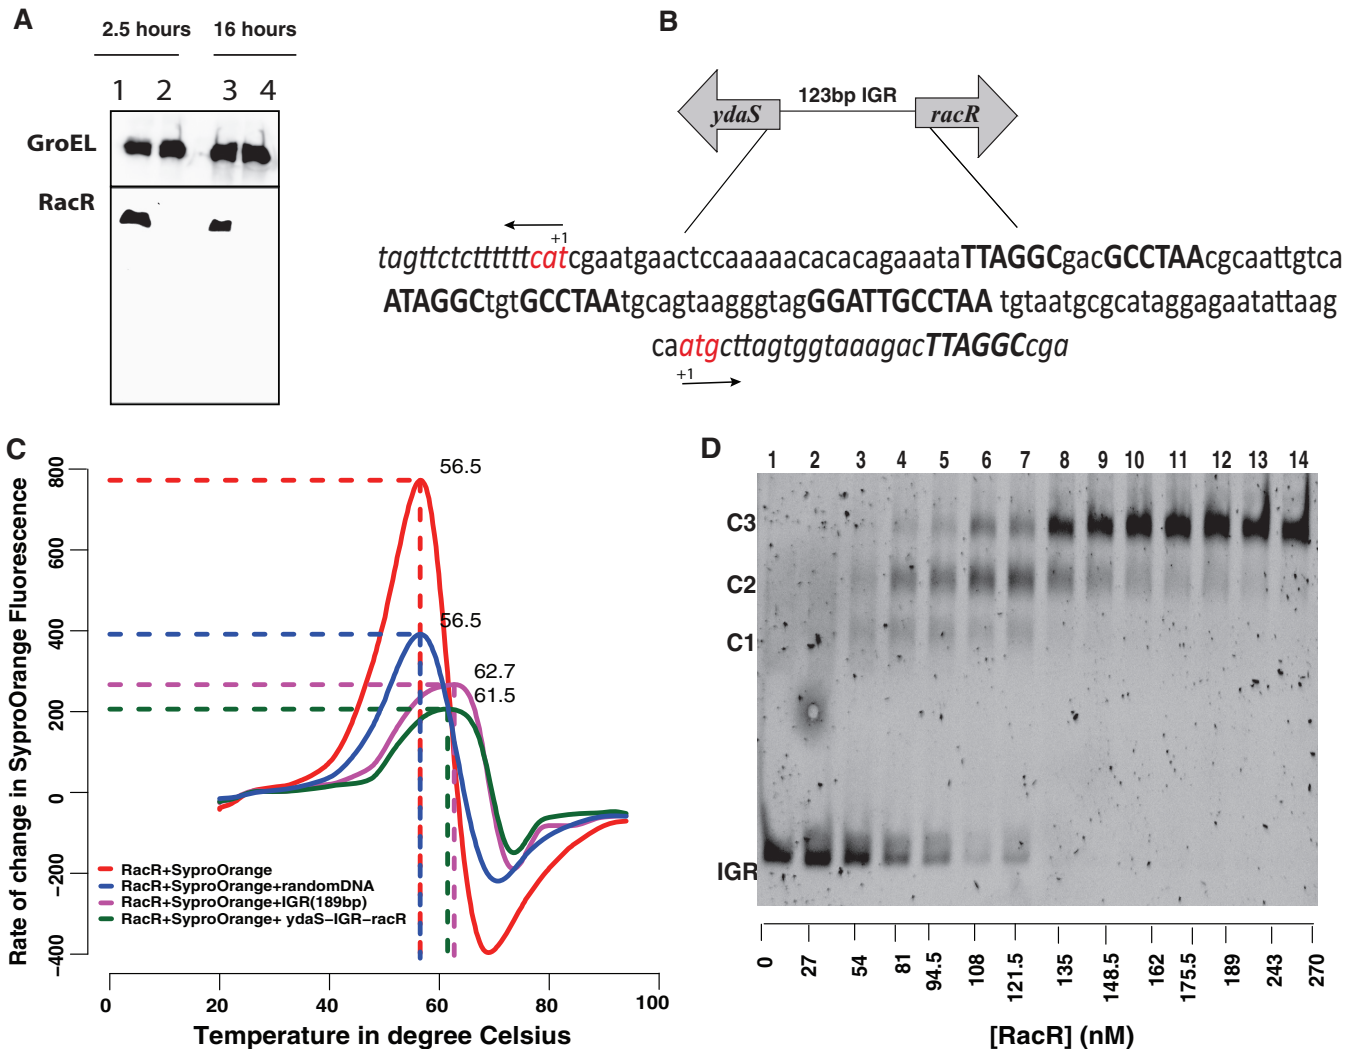 A
2.5 hours 16 hours
1 2 3 4
GroEL
RacR
B
ydaS 123bp IGR racR
+1
tagttctctttttttcatcgaatgaactccaaaaacacacagaaataTTAGGCgacGCCTAAcgcaattgtca
ATAGGCtgtGCCTAAtgcagtaagggtagGGATTGCCTAA tgtaatgcgcataggagaatattaag
caatgcttagtggtaaagacTTAGGCcga
+1
C
Rate of change in SyproOrange Fluorescence
800
600
400
200
0
−200
−400
56.5
56.5
62.7
61.5
RacR+SyproOrange
RacR+SyproOrange+randomDNA
RacR+SyproOrange+IGR(189bp)
RacR+SyproOrange+ ydaS−IGR−racR
0 20 40 60 80 100
Temperature in degree Celsius
D
1 2 3 4 5 6 7 8 9 10 11 12 13 14
C3
C2
C1
IGR
0 27 54 81 94.5 108 121.5 135 148.5 162 175.5 189 243 270
[RacR] (nM)